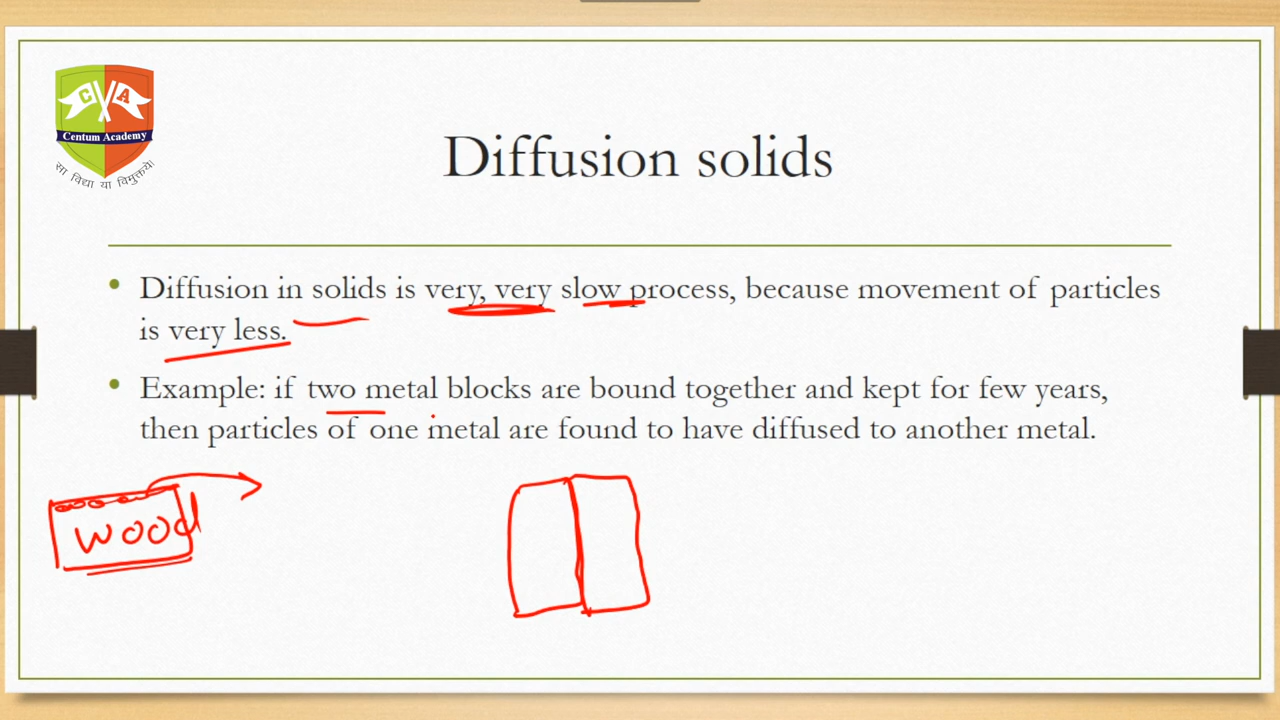 C A
Centum Academy
सा विद्या या विमुक्तये।
Diffusion solids
• Diffusion in solids is very, very slow process, because movement of particles
is very less.
• Example: if two metal blocks are bound together and kept for few years,
then particles of one metal are found to have diffused to another metal.
wood